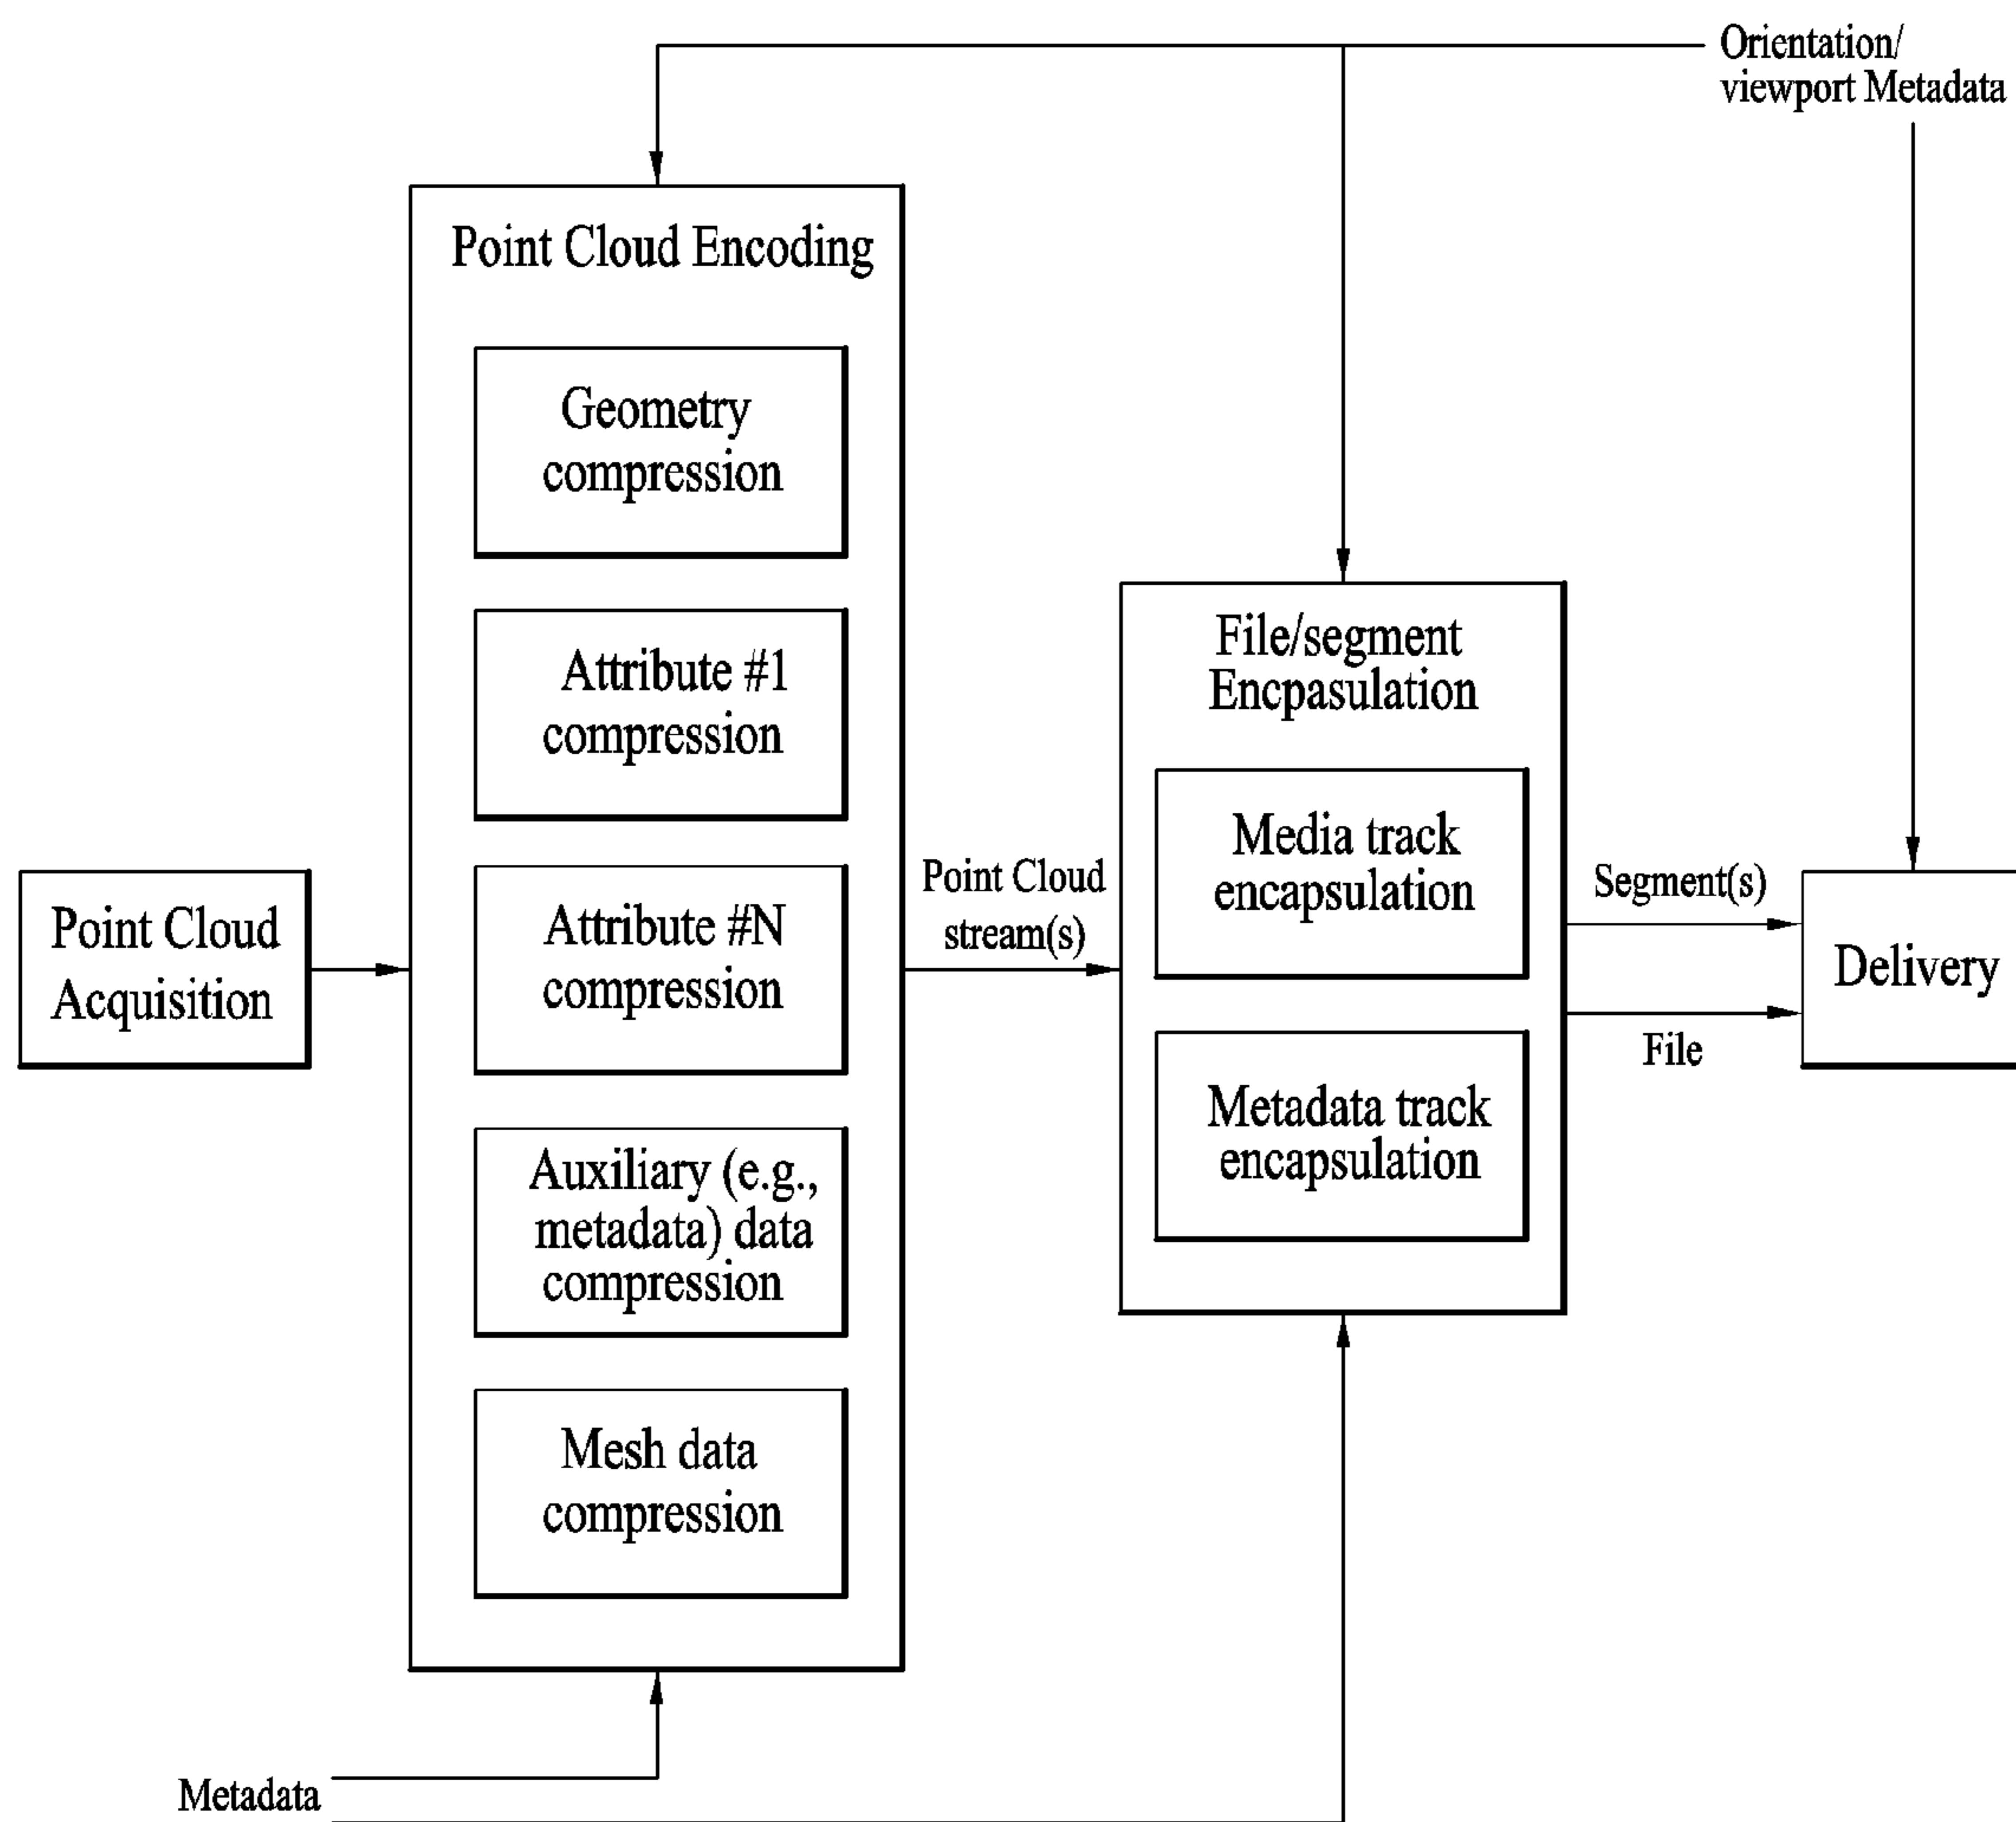 Orientation/
viewport Metadata
Point Cloud Encoding
Geometry
compression
Attribute #1
compression
Attribute #N
compression
Auxiliary (e.g.,
metadata) data
compression
Mesh data
compression
Point Cloud
Acquisition
Point Cloud
stream(s)
File/segment
Encpasulation
Media track
encapsulation
Metadata track
encapsulation
Segment(s)
File
Delivery
Metadata